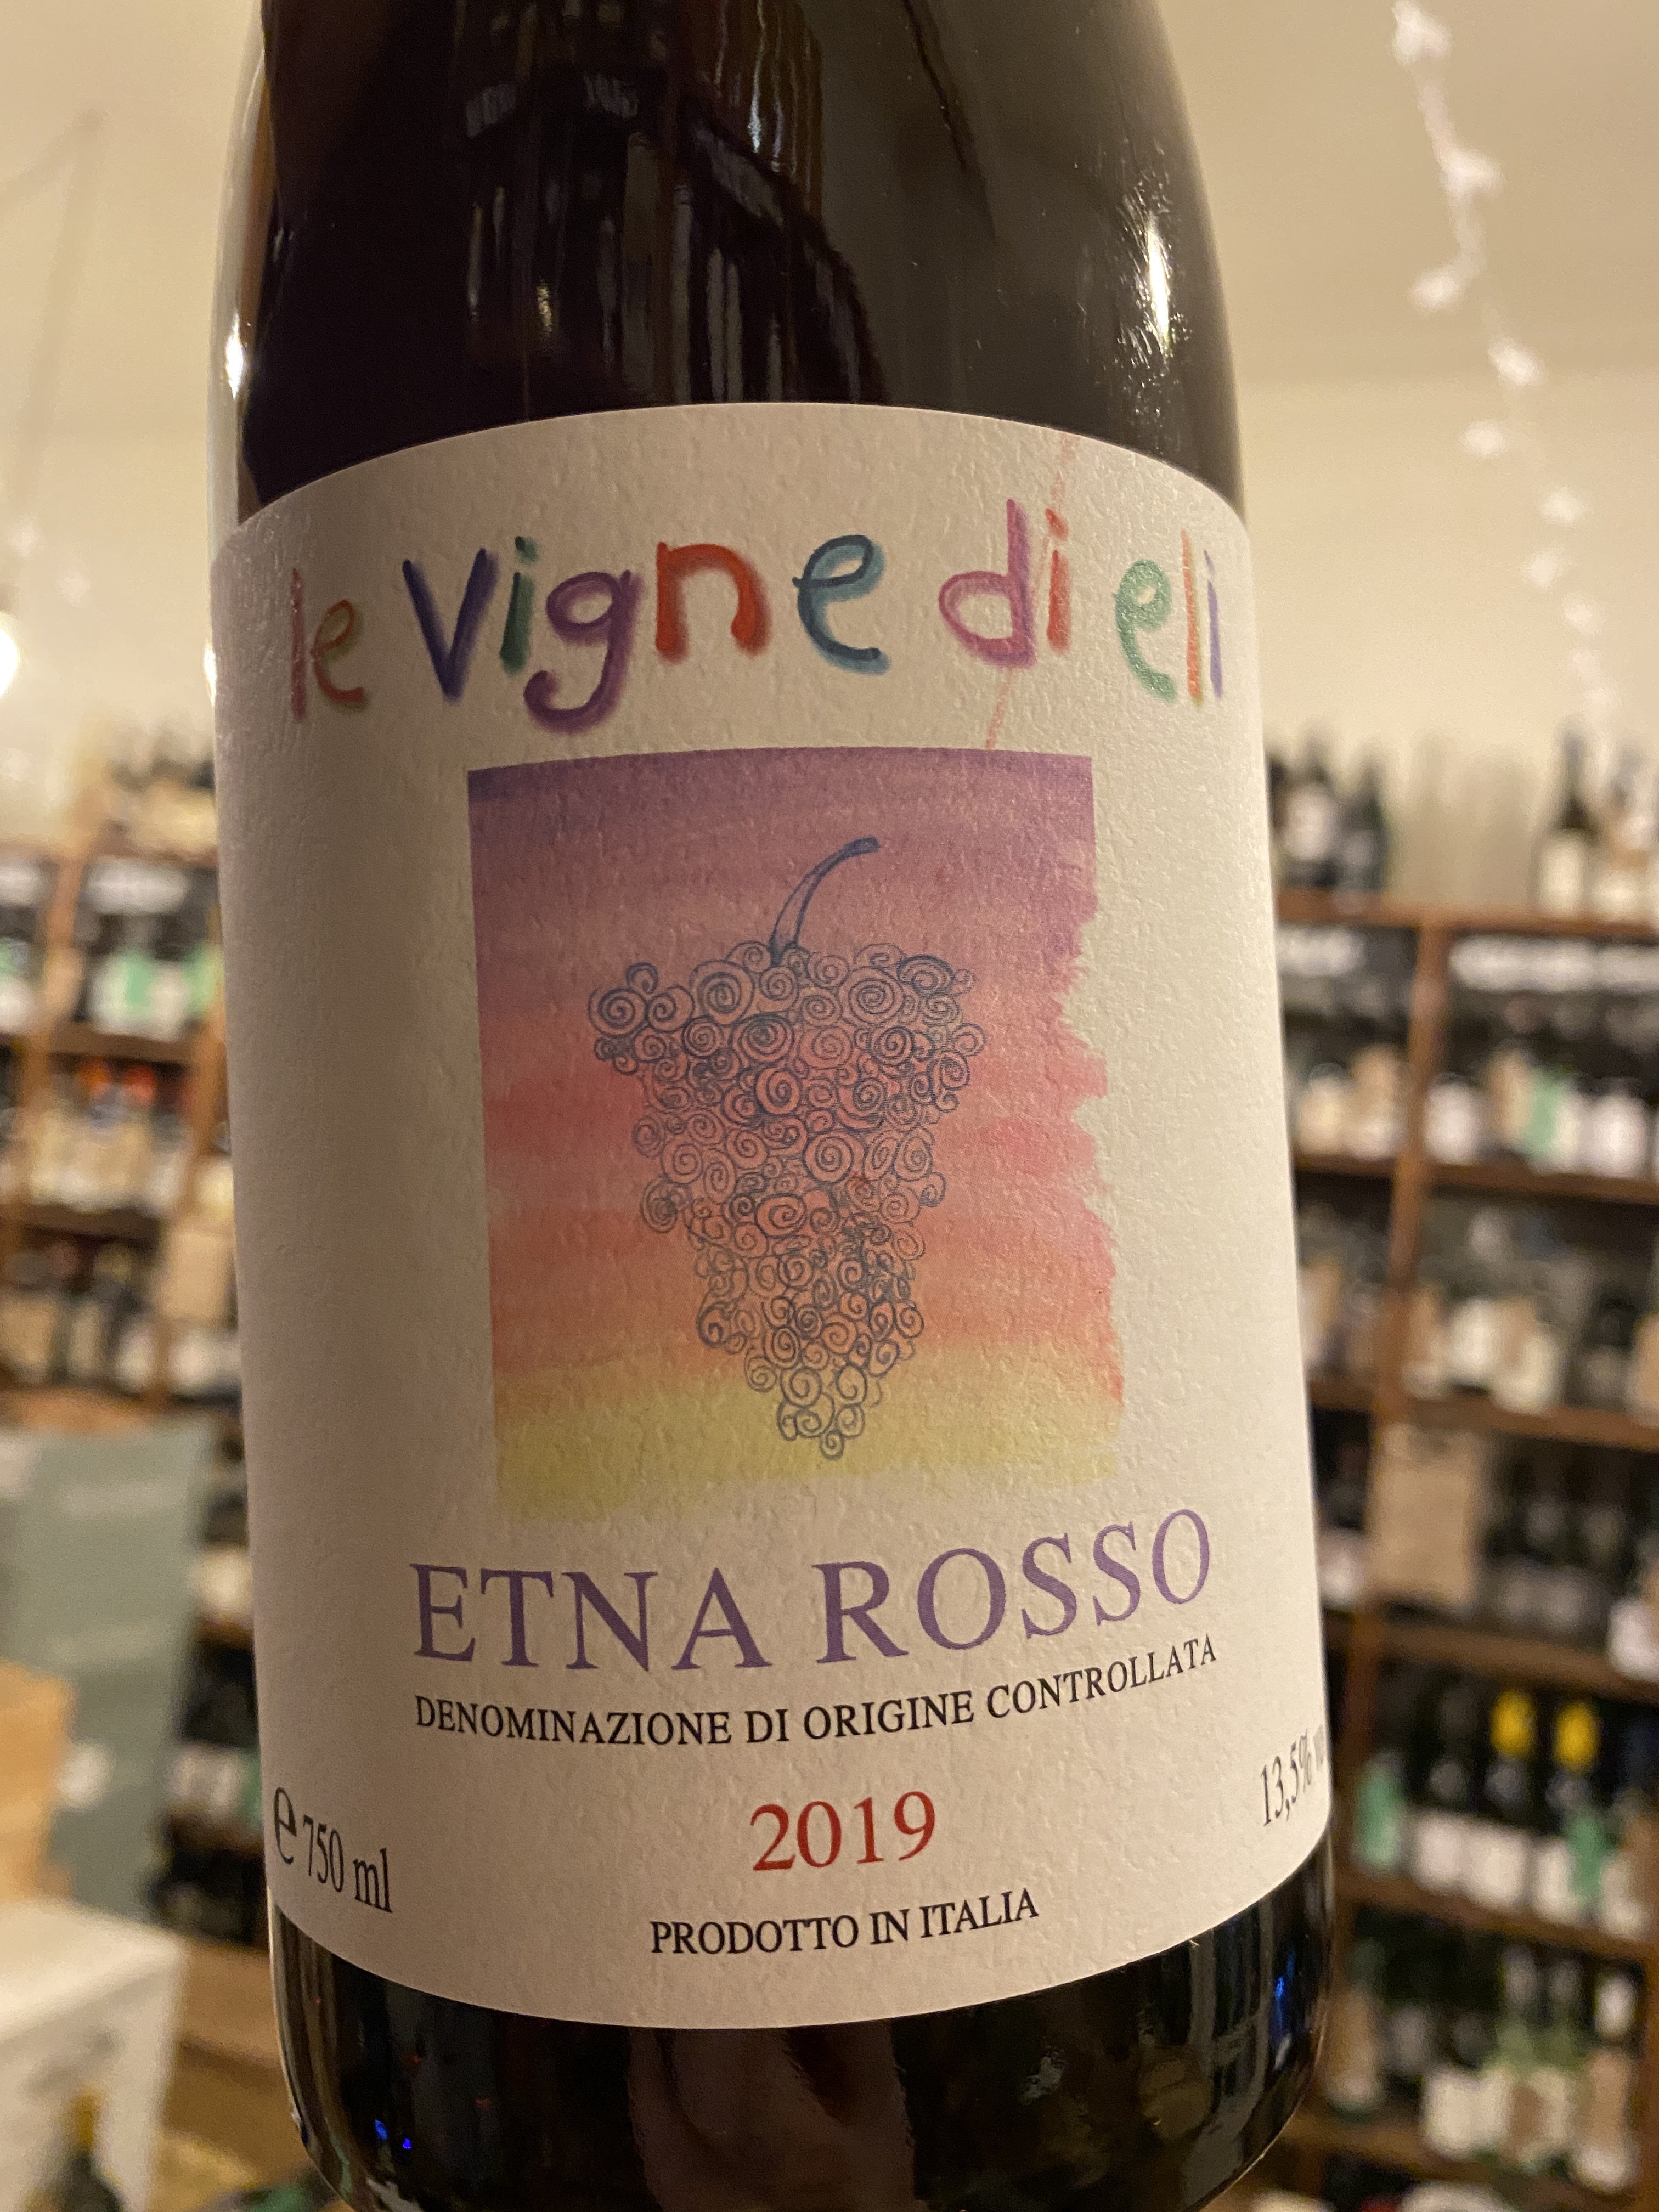 le vigne di eli
ETNA ROSSO
DENOMINAZIONE DI ORIGINE CONTROLLATA
2019
e 750 ml
13,5%
PRODOTTO IN ITALIA